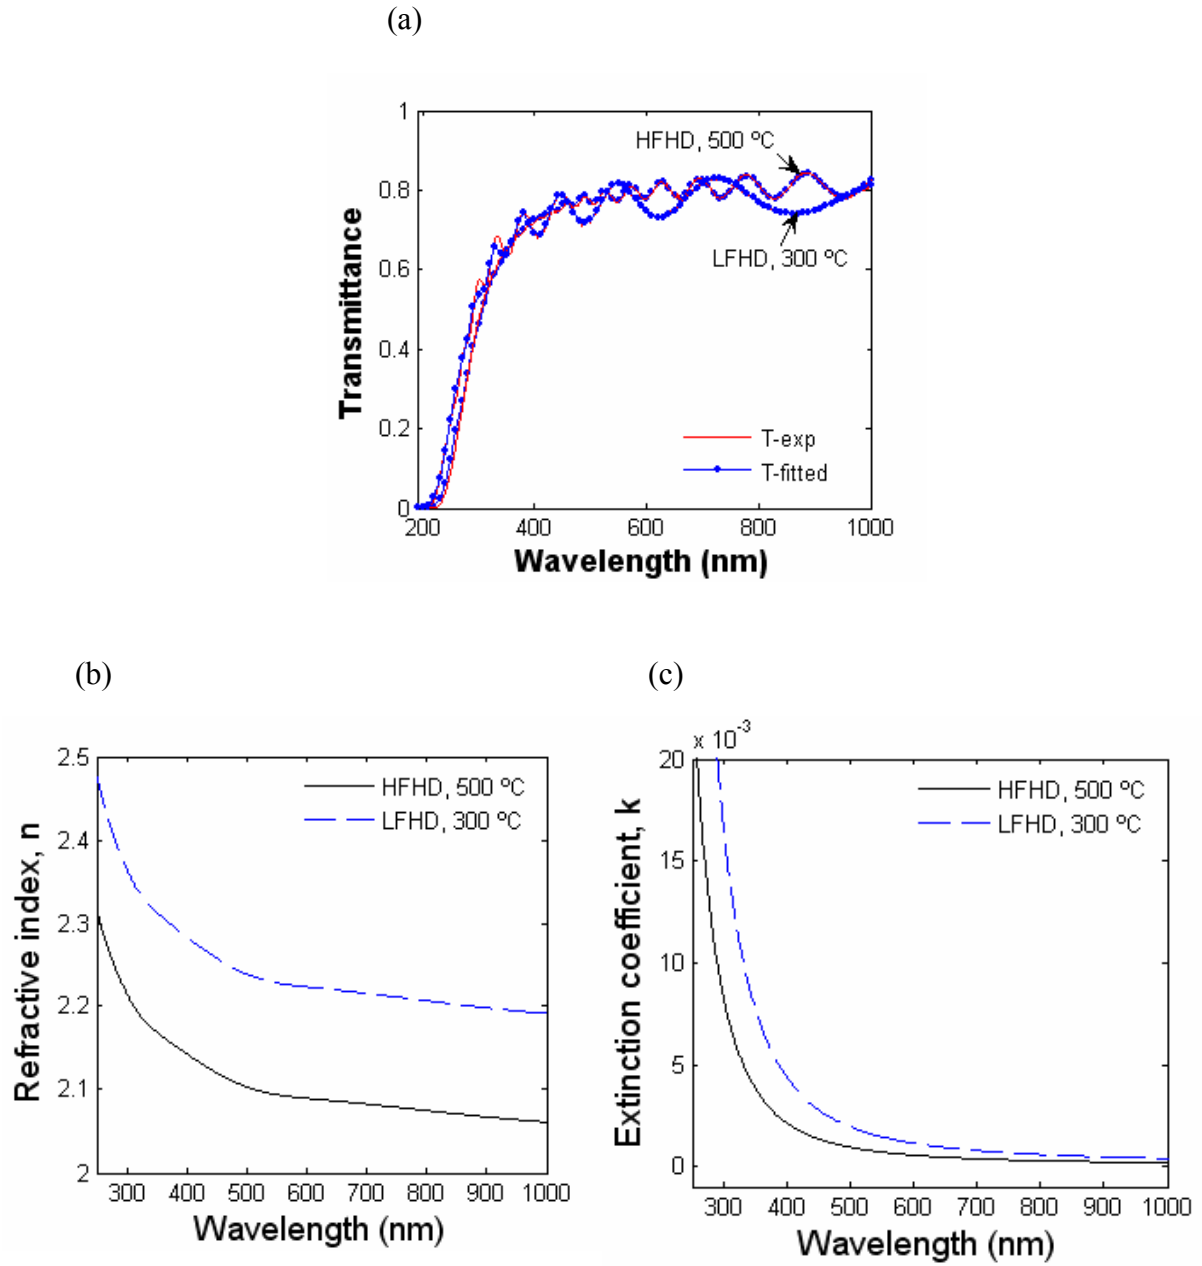 (a)
1
HFHD, 500 ºC
0.8
LFHD, 300 ºC
0.6
Transmittance
0.4
0.2
T-exp
T-fitted
0
200 400 600 800 1000
Wavelength (nm)
(b)
(c)
2.5
HFHD, 500 ºC
LFHD, 300 ºC
2.4
2.3
Refractive index, n
2.2
2.1
2
300 400 500 600 700 800 900 1000
Wavelength (nm)
x 10-3
20
HFHD, 500 ºC
LFHD, 300 ºC
15
Extinction coefficient, k
10
5
0
300 400 500 600 700 800 900 1000
Wavelength (nm)